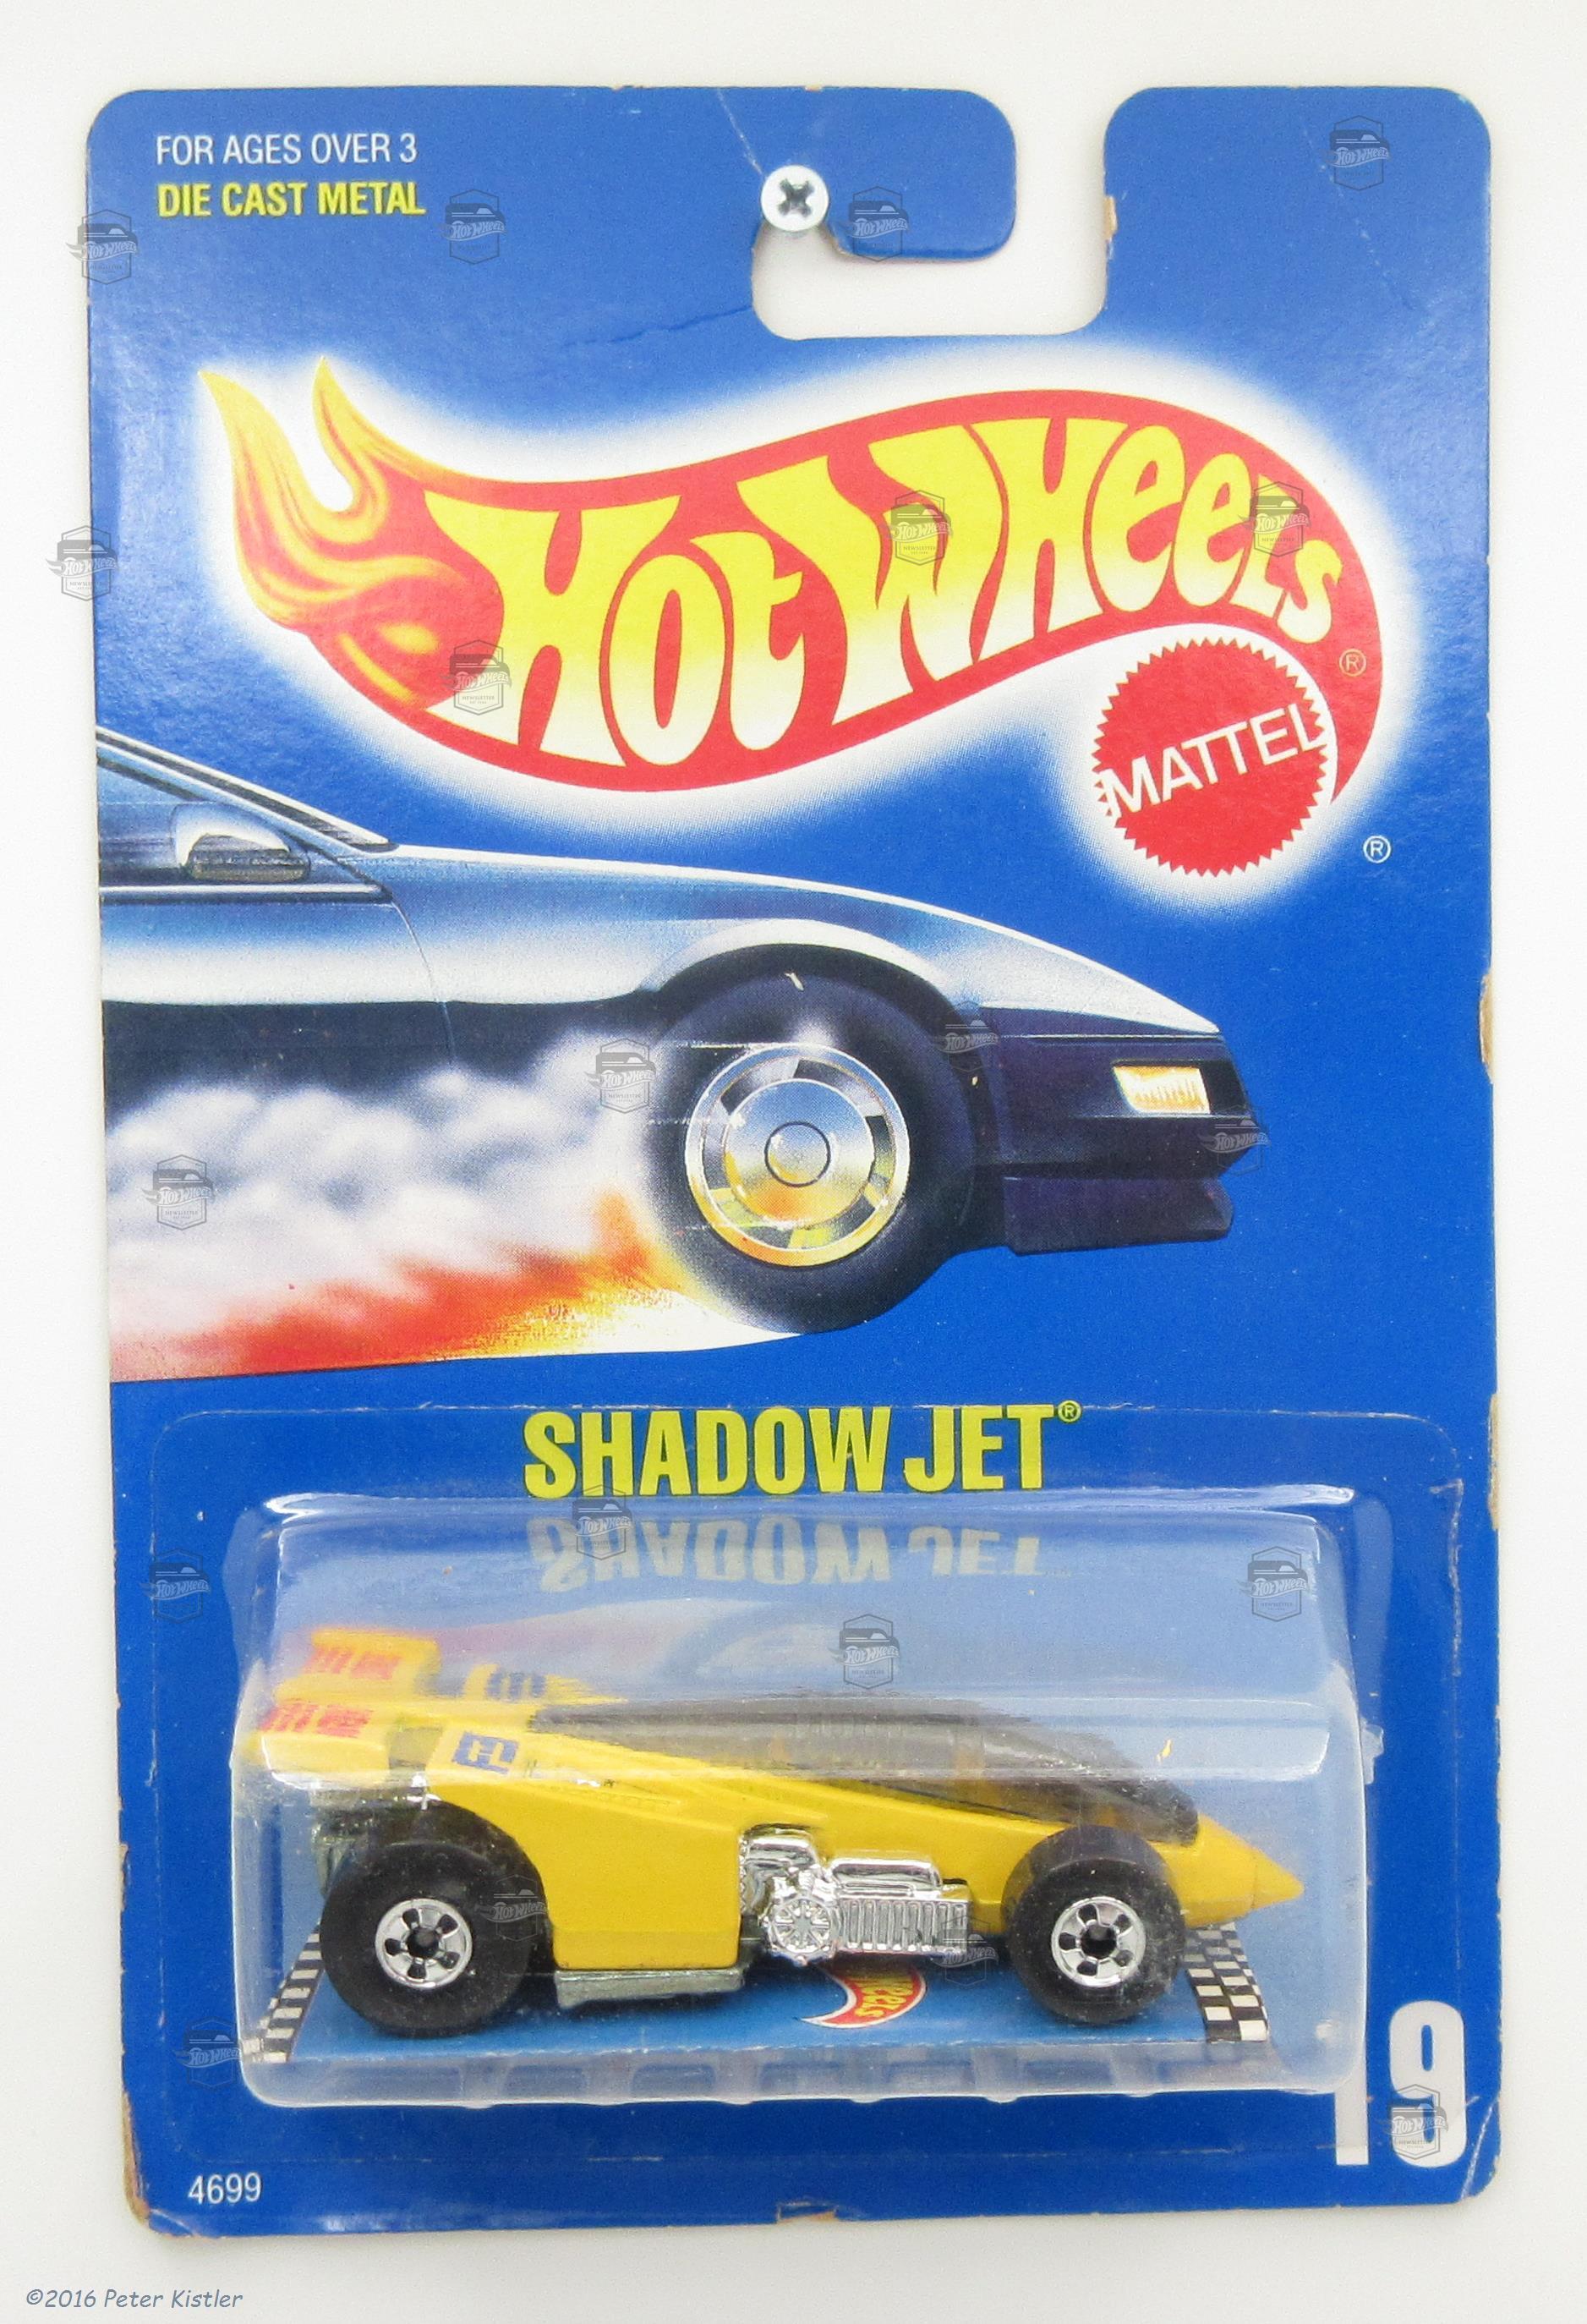 FOR AGES OVER 3
DIE CAST METAL
Hot Wheels®
MATTEL
®
SHADOW JET®
19
4699
©2016 Peter Kistler